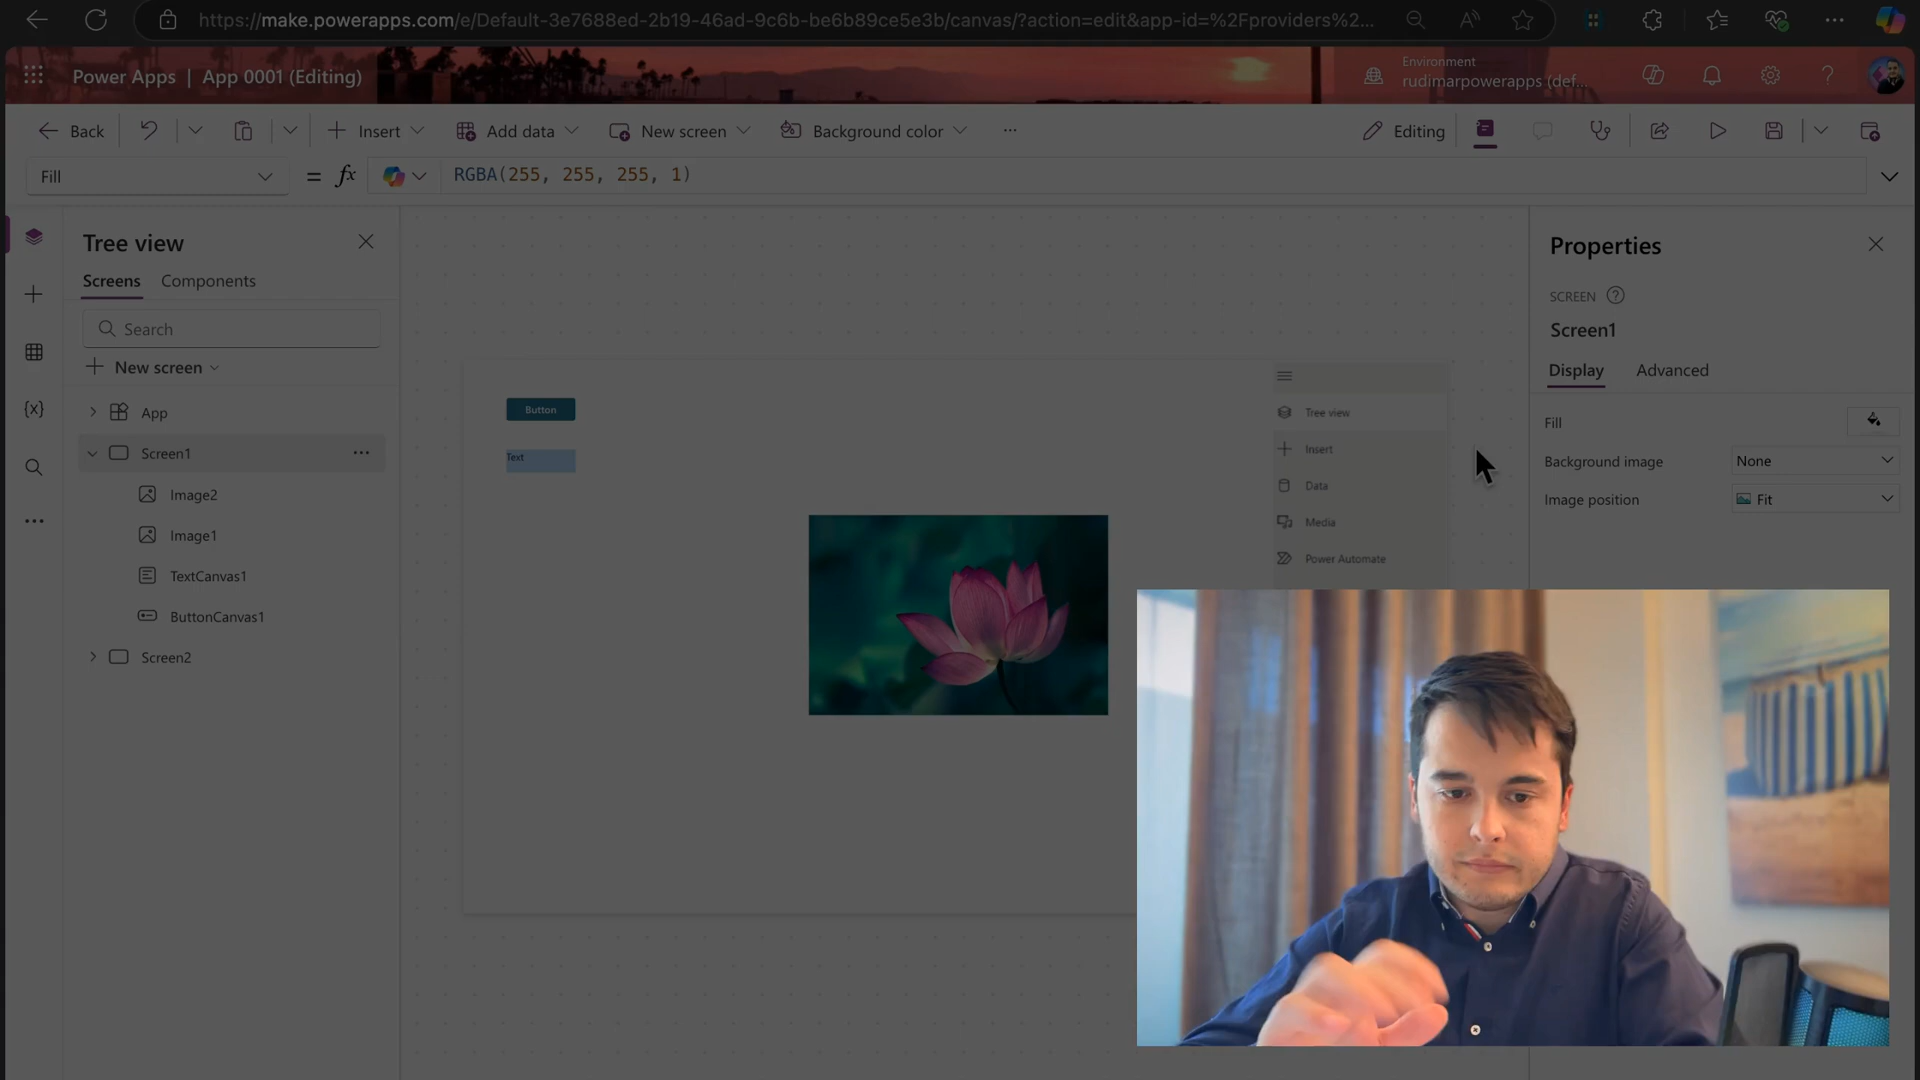 https://make.powerapps.com/e/Default-3e7688ed-2b19-46ad-9c6b-be6b89ce5e3b/canvas/?action=edit&app-id=%2Fproviders%2...
Power Apps | App 0001 (Editing)
Environment
rudimarpowerapps (def...
Back
Insert
Add data
New screen
Background color
Editing
Fill
= fx
RGBA(255, 255, 255, 1)
Tree view
Screens
Components
Search
New screen
App
Screen1
Image2
Image1
TextCanvas1
ButtonCanvas1
Screen2
Button
Text
Tree view
Insert
Data
Media
Power Automate
Properties
SCREEN
Screen1
Display
Advanced
Fill
Background image
None
Image position
Fit